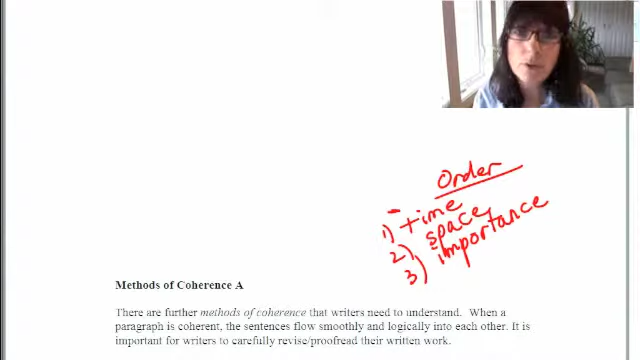 Order
1) time
2) space
3) importance
Methods of Coherence A
There are further methods of coherence that writers need to understand. When a
paragraph is coherent, the sentences flow smoothly and logically into each other. It is
important for writers to carefully revise/proofread their written work.